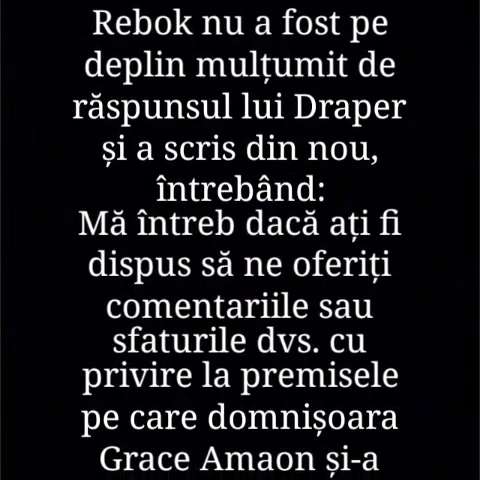 Rebok nu a fost pe
deplin mulțumit de
răspunsul lui Draper
și a scris din nou,
întrebând:
Mă întreb dacă ați fi
dispus să ne oferiți
comentariile sau
sfaturile dvs. cu
privire la premisele
pe care domnișoara
Grace Amaon și-a